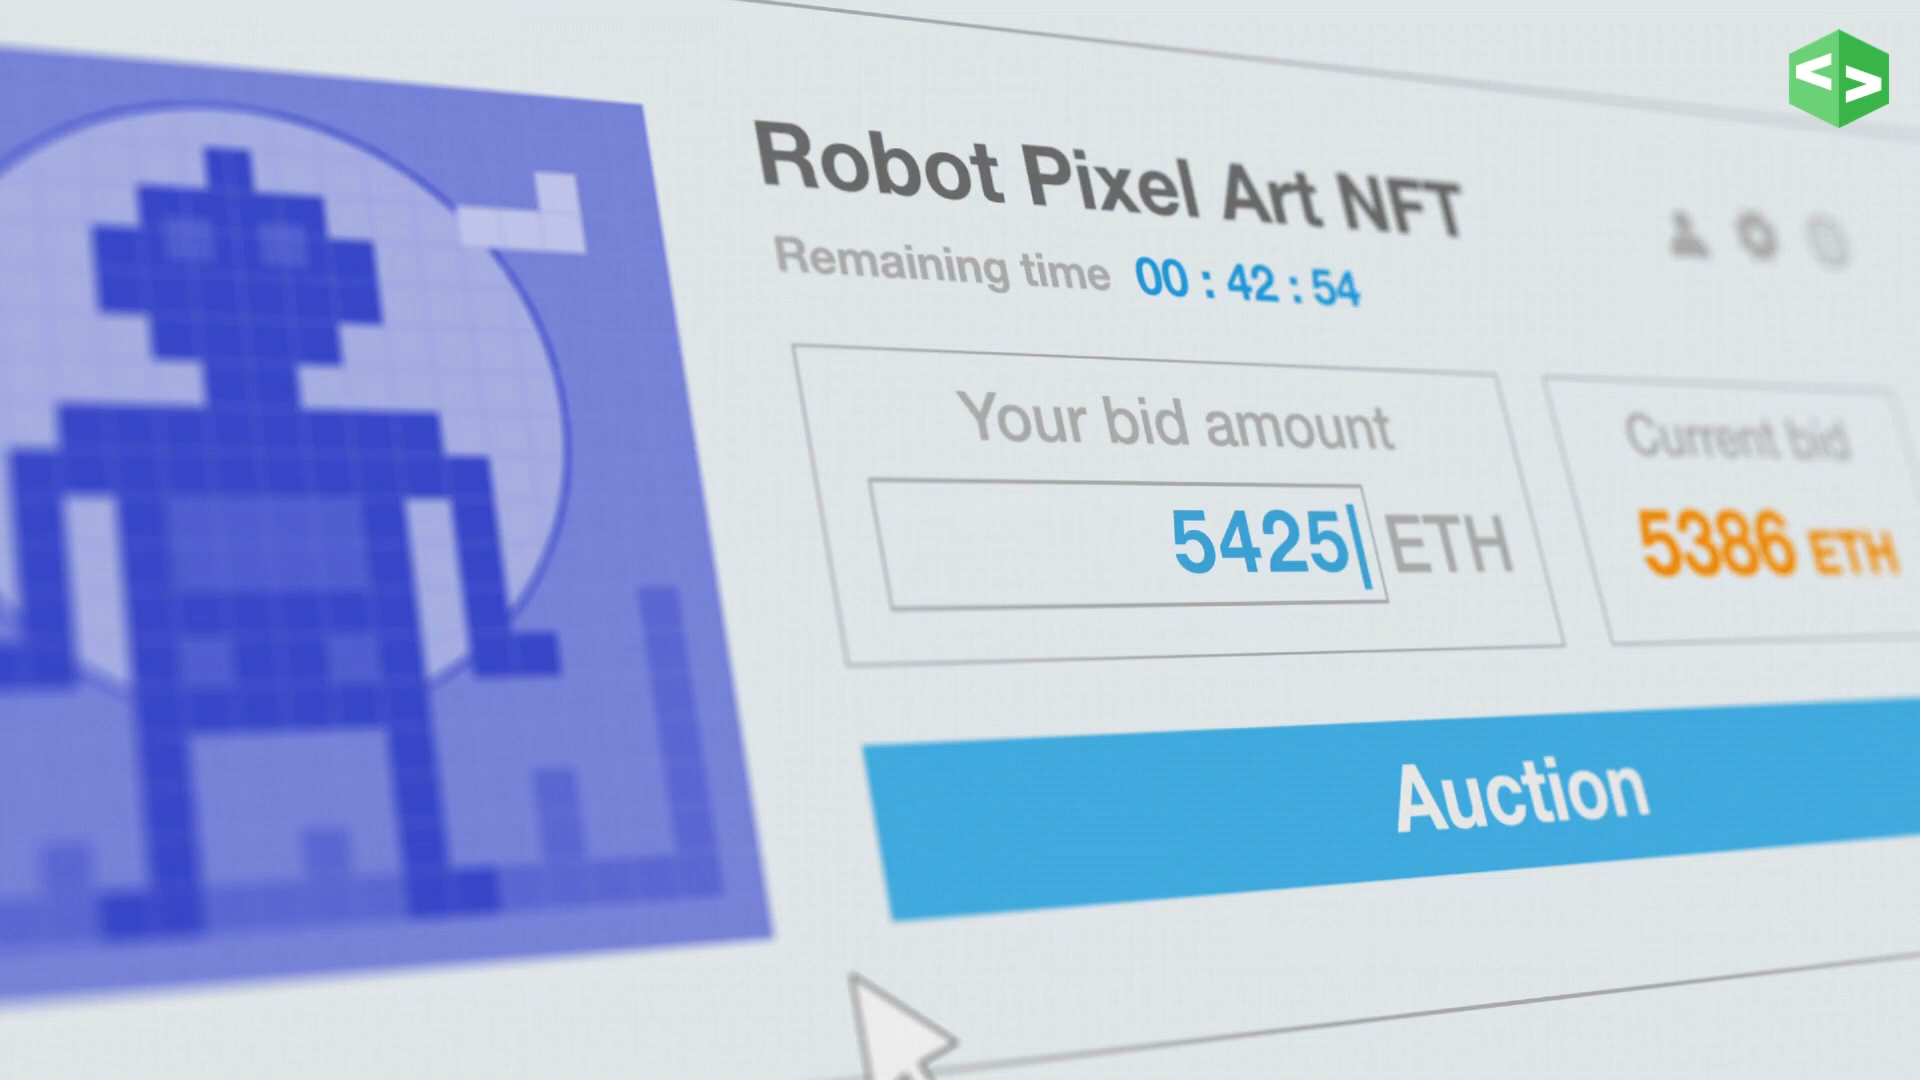 Robot Pixel Art NFT
Remaining time 00 : 42 : 54
Your bid amount
5425 ETH
Current bid
5386 ETH
Auction